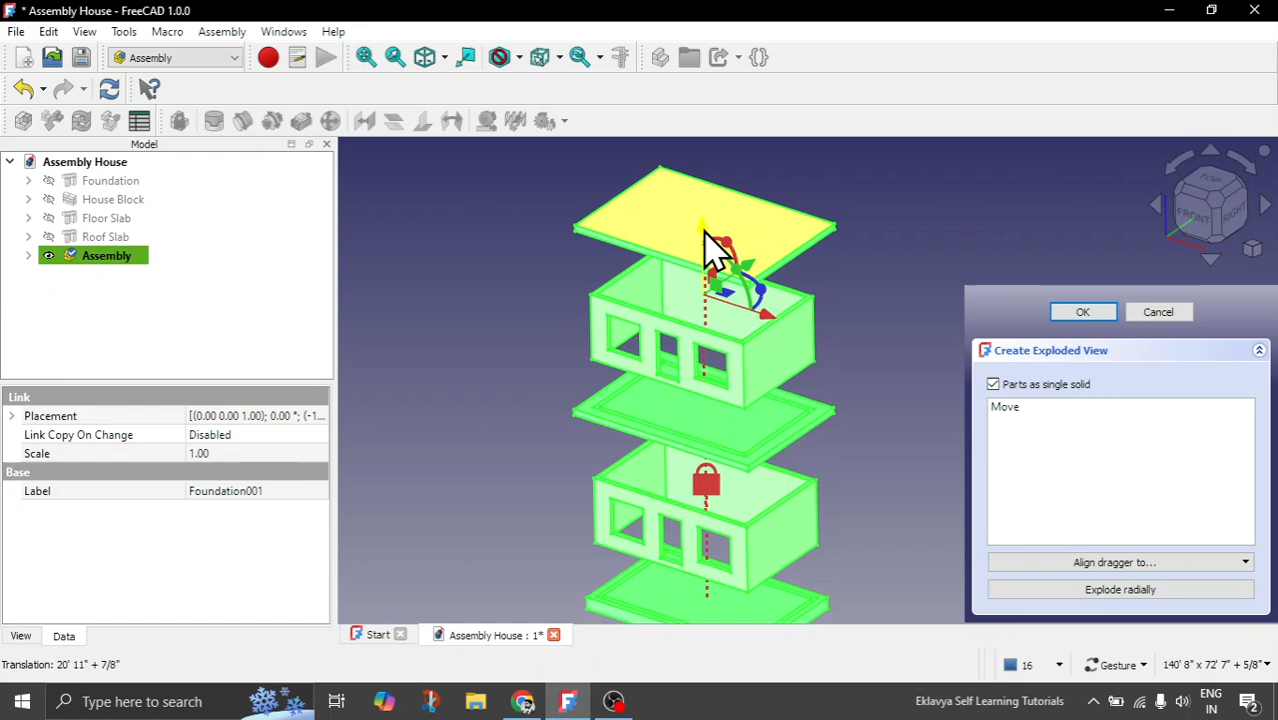 * Assembly House - FreeCAD 1.0.0
File Edit View Tools Macro Assembly Windows Help
Assembly
Model
Assembly House
Foundation
House Block
Floor Slab
Roof Slab
Assembly
TOP
FRONT
RIGHT
OK Cancel
Create Exploded View
Parts as single solid
Move
Align dragger to...
Explode radially
Link
Placement [(0.00 0.00 1.00); 0.00 °; (-1...
Link Copy On Change Disabled
Scale 1.00
Base
Label Foundation001
View Data
Start Assembly House : 1*
Translation: 20' 11" + 7/8"
16 Gesture 140' 8" x 72' 7" + 5/8"
Type here to search
Eklavya Self Learning Tutorials
ENG
IN
2